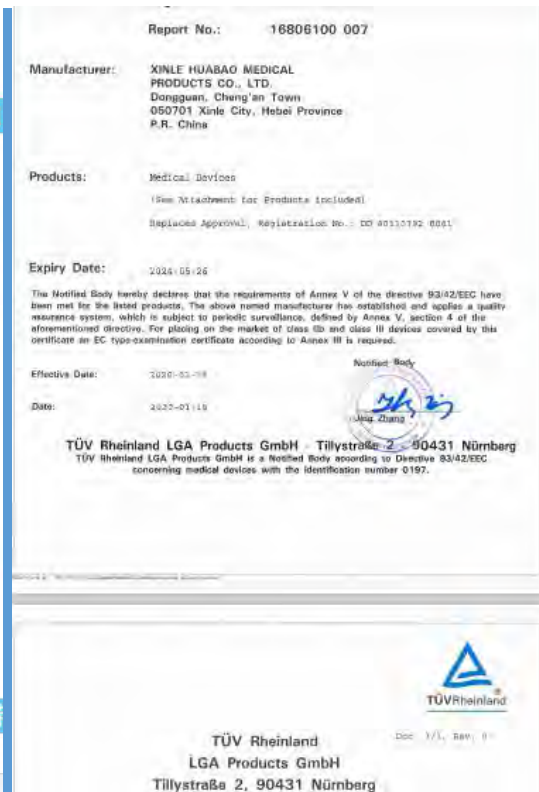 Report No.: 16806100 007
Manufacturer: XINLE HUABAO MEDICAL
PRODUCTS CO., LTD.
Dongguan, Cheng'an Town
050701 Xinle City, Hebei Province
P.R. China
Products: Medical Devices
(See Attachment for Products included)
Replaces Approval, Registration No.: DD
Expiry Date: 2024-05-26
The Notified Body hereby declares that the requirements of Annex V of the directive 93/42/EEC have
been met for the listed products. The above named manufacturer has established and applies a quality
assurance system, which is subject to periodic surveillance, defined by Annex V, section 4 of the
aforementioned directive. For placing on the market of class IIb and class III devices covered by this
certificate an EC type-examination certificate according to Annex III is required.
Notified Body
Effective Date:
Date:
Jing Zhang
TÜV Rheinland LGA Products GmbH - Tillystraße 2 - 90431 Nürnberg
TÜV Rheinland LGA Products GmbH is a Notified Body according to Directive 93/42/EEC
concerning medical devices with the identification number 0197.
TÜVRheinland
Doc. 1/1, Rev. 0
TÜV Rheinland
LGA Products GmbH
Tillystraße 2, 90431 Nürnberg